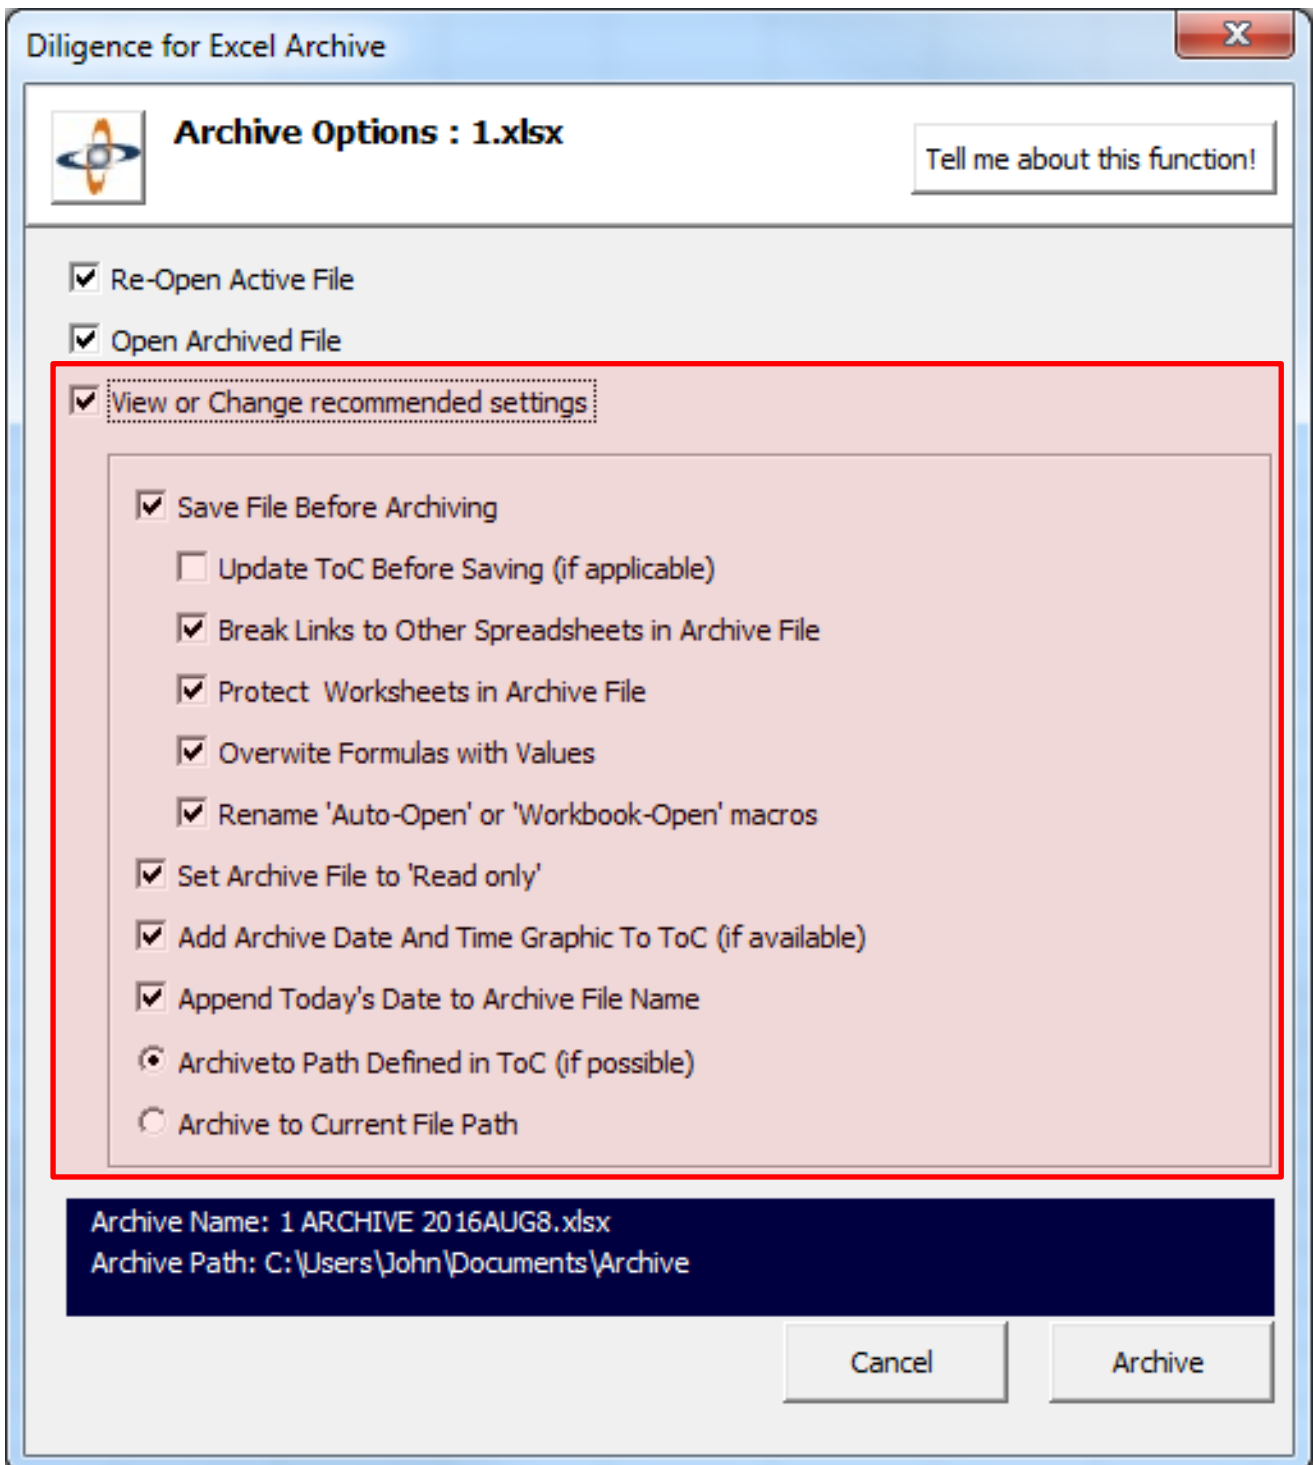 Diligence for Excel Archive
x
Archive Options : 1.xlsx
Tell me about this function!
Re-Open Active File
Open Archived File
View or Change recommended settings
Save File Before Archiving
Update ToC Before Saving (if applicable)
Break Links to Other Spreadsheets in Archive File
Protect  Worksheets in Archive File
Overwite Formulas with Values
Rename 'Auto-Open' or 'Workbook-Open' macros
Set Archive File to 'Read only'
Add Archive Date And Time Graphic To ToC (if available)
Append Today's Date to Archive File Name
Archiveto Path Defined in ToC (if possible)
Archive to Current File Path
Archive Name: 1 ARCHIVE 2016AUG8.xlsx
Archive Path: C:\Users\John\Documents\Archive
Cancel
Archive